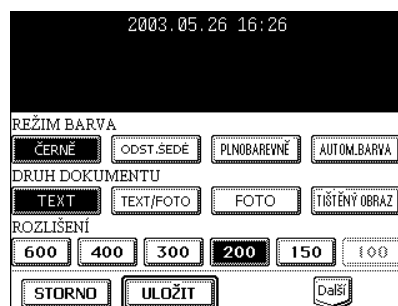 2003.05.26 16:26
REŽIM BARVA
ČERNĚ ODST.ŠEDÉ PLNOBAREVNĚ AUTOM.BARVA
DRUH DOKUMENTU
TEXT TEXT/FOTO FOTO TIŠTĚNÝ OBRAZ
ROZLIŠENÍ
600 400 300 200 150 100
STORNO ULOŽIT Další